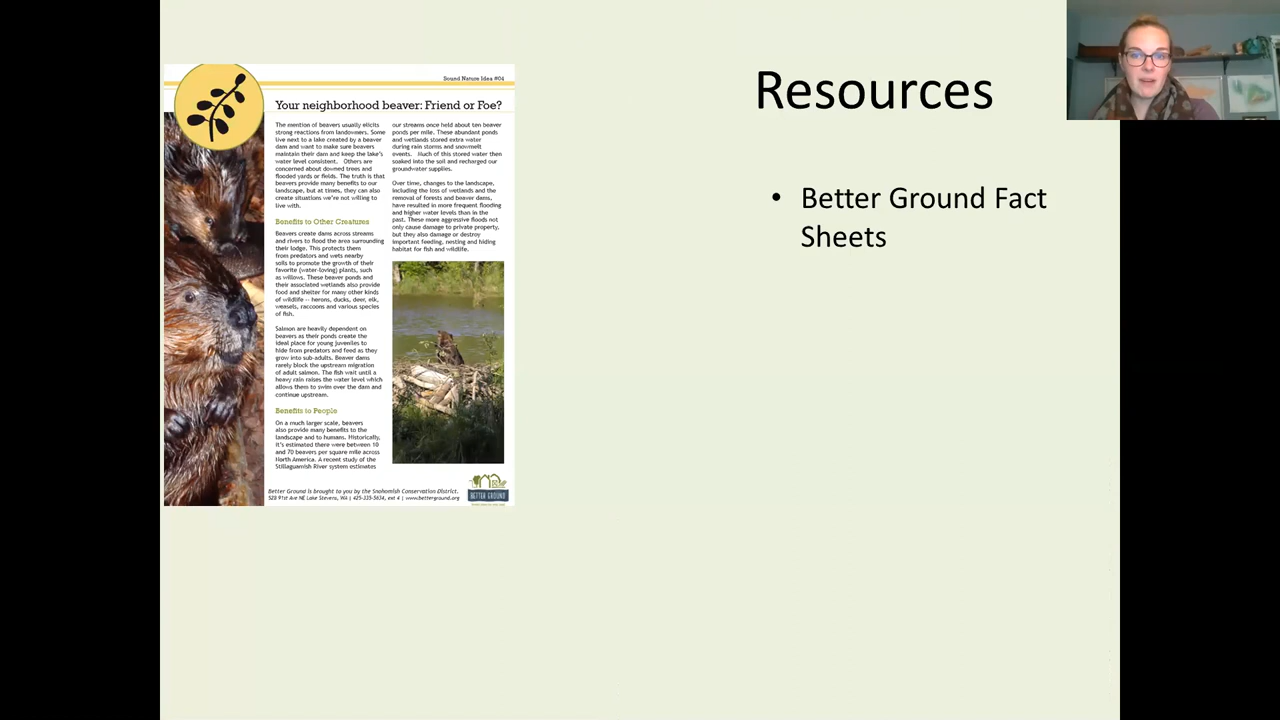 Resources
• Better Ground Fact
Sheets
Sound Nature Idea #04
Your neighborhood beaver: Friend or Foe?
The mention of beavers usually elicits
strong reactions from landowners. Some
live next to a lake created by a beaver
dam and want to make sure beavers
maintain their dam and keep the lake's
water level consistent. Others are
concerned about downed trees and
flooded yards or fields. The truth is that
beavers provide many benefits to our
landscape, but at times, they can also
create situations we're not willing to
live with.
Benefits to Other Creatures
Beavers create dams across streams
and rivers to flood the area surrounding
their lodge. This protects them
from predators and wets nearby
soils to promote the growth of their
favorite (water-loving) plants, such
as willows. These beaver ponds and
their associated wetlands also provide
food and shelter for many other kinds
of wildlife -- herons, ducks, deer, elk,
weasels, raccoons and various species
of fish.
Salmon are heavily dependent on
beavers as their ponds create the
ideal place for young juveniles to
hide from predators and feed as they
grow into sub-adults. Beaver dams
rarely block the upstream migration
of adult salmon. The fish wait until a
heavy rain raises the water level which
allows them to swim over the dam and
continue upstream.
Benefits to People
On a much larger scale, beavers
also provide many benefits to the
landscape and to humans. Historically,
it's estimated there were between 10
and 70 beavers per square mile across
North America. A recent study of the
Stillaguamish River system estimates
our streams once held about ten beaver
ponds per mile. These abundant ponds
and wetlands stored extra water
during rain storms and snowmelt
events. Much of this stored water then
soaked into the soil and recharged our
groundwater supplies.
Over time, changes to the landscape,
including the loss of wetlands and the
removal of forests and beaver dams,
have resulted in more frequent flooding
and higher water levels than in the
past. These more aggressive floods not
only cause damage to private property,
but they also damage or destroy
important feeding, nesting and hiding
habitat for fish and wildlife.
Better Ground is brought to you by the Snohomish Conservation District.
528 91st Ave NE Lake Stevens, WA | 425-335-5634, ext 4 | www.betterground.org
BETTER GROUND